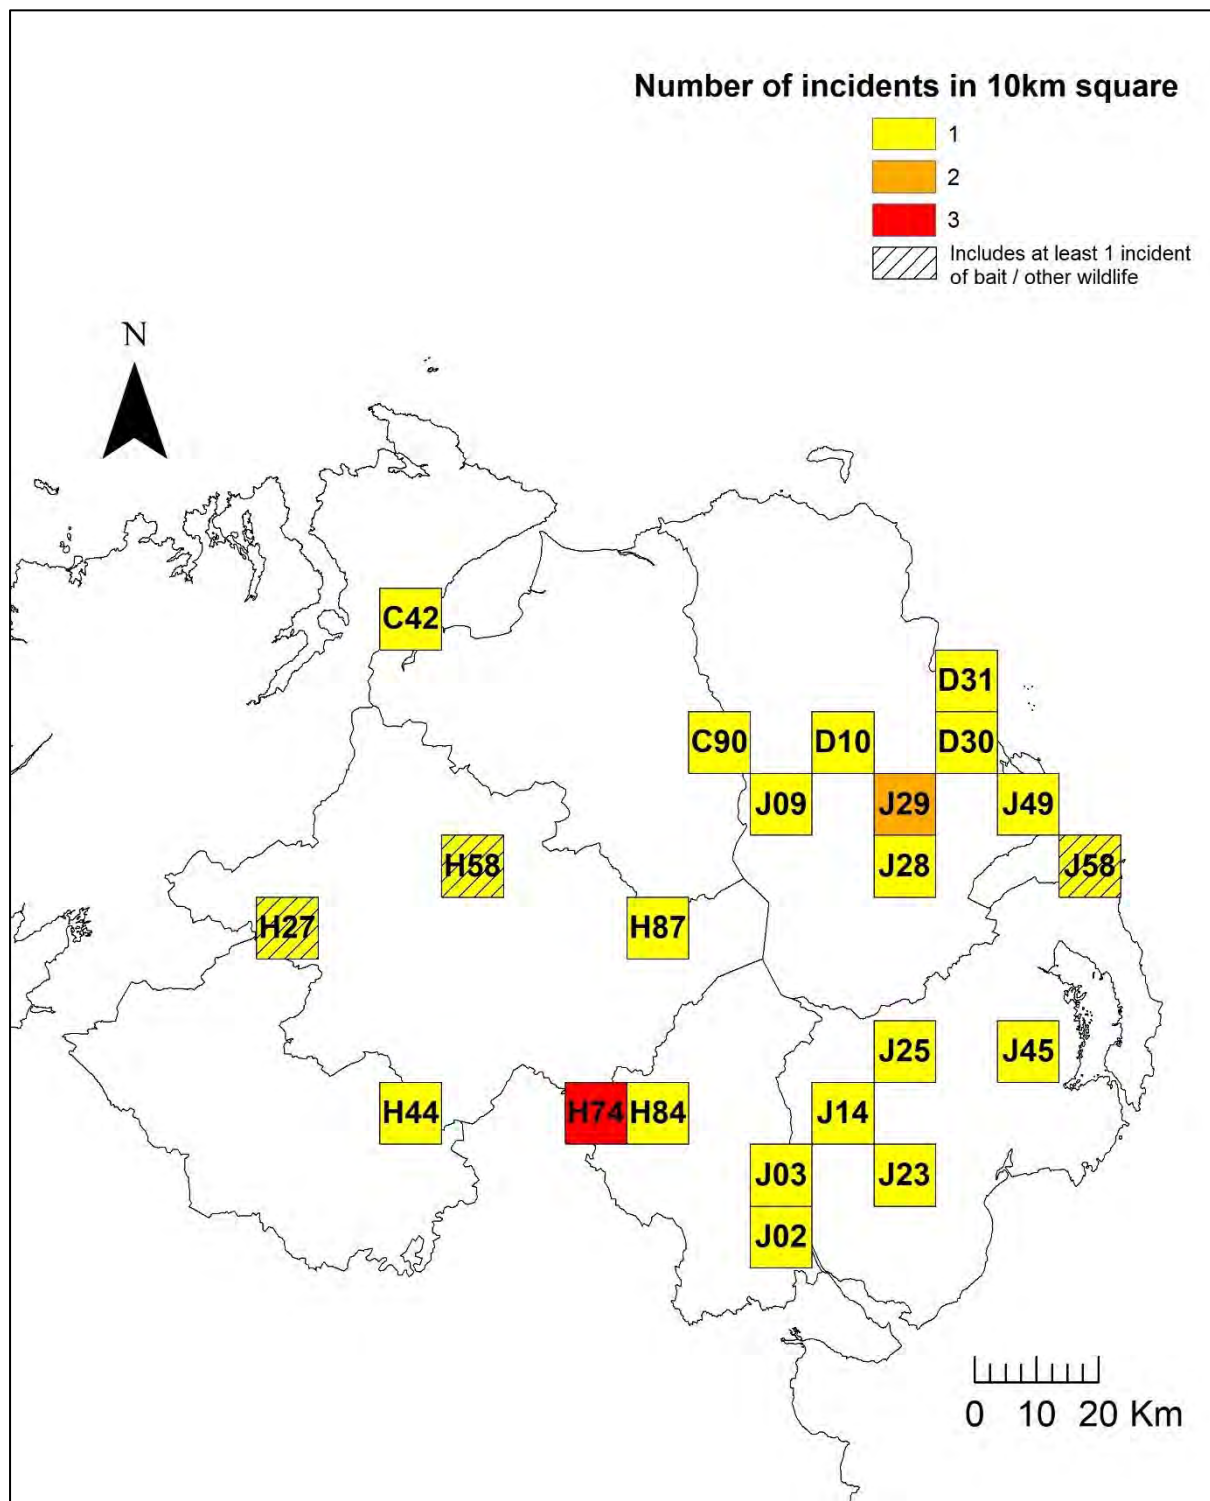 Number of incidents in 10km square
1
2
3
Includes at least 1 incident
of bait / other wildlife
N
C42
D31
C90 D10 D30
J09 J29 J49
H58 J28 J58
H27 H87
J25 J45
H44 H74 H84 J14
J03 J23
J02
0 10 20 Km